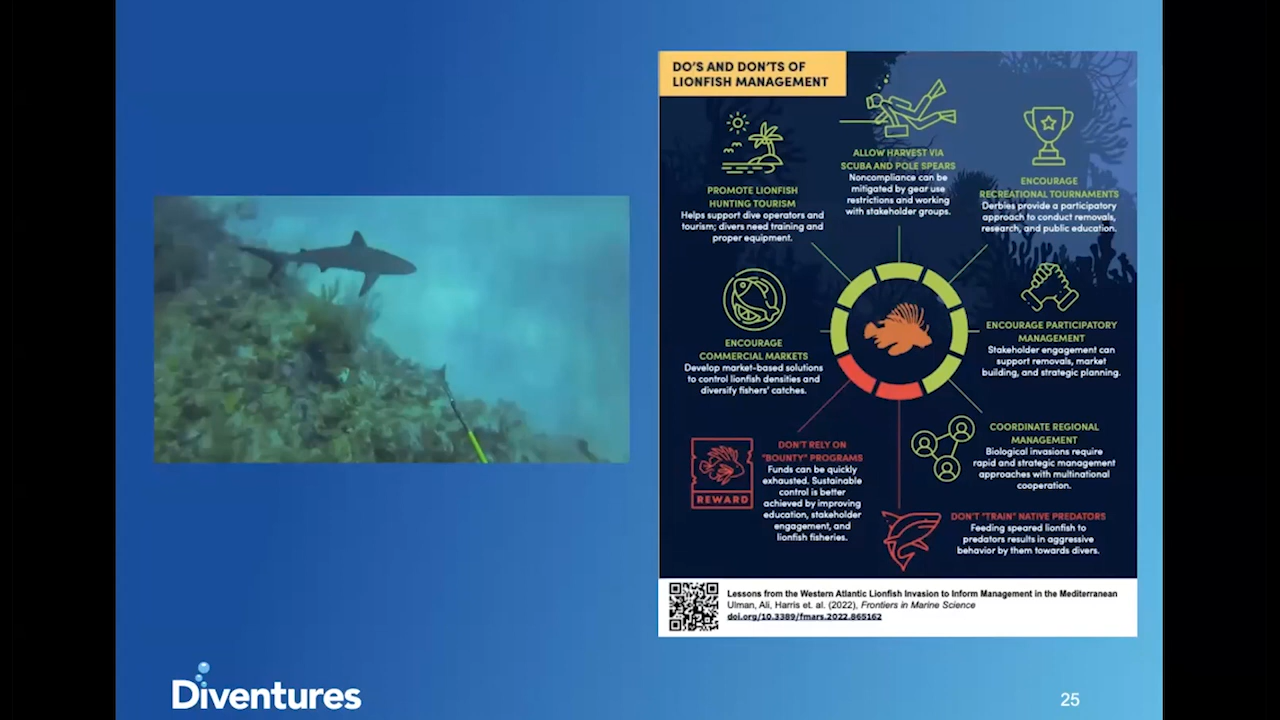 DO'S AND DON'TS OF
LIONFISH MANAGEMENT
ALLOW HARVEST VIA
SCUBA AND POLE SPEARS
Noncompliance can be
mitigated by gear use
restrictions and working
with stakeholder groups.
PROMOTE LIONFISH
HUNTING TOURISM
Helps support dive operators and
tourism; divers need training and
proper equipment.
ENCOURAGE
RECREATIONAL TOURNAMENTS
Derbies provide a participatory
approach to conduct removals,
research, and public education.
ENCOURAGE
COMMERCIAL MARKETS
Develop market-based solutions
to control lionfish densities and
diversify fishers' catches.
ENCOURAGE PARTICIPATORY
MANAGEMENT
Stakeholder engagement can
support removals, market
building, and strategic planning.
REWARD
DON'T RELY ON
"BOUNTY" PROGRAMS
Funds can be quickly
exhausted. Sustainable
control is better
achieved by improving
education, stakeholder
engagement, and
lionfish fisheries.
COORDINATE REGIONAL
MANAGEMENT
Biological invasions require
rapid and strategic management
approaches with multinational
cooperation.
DON'T "TRAIN" NATIVE PREDATORS
Feeding speared lionfish to
predators results in aggressive
behavior by them towards divers.
Lessons from the Western Atlantic Lionfish Invasion to Inform Management in the Mediterranean
Ulman, Ali, Harris et. al (2022), Frontiers in Marine Science
doi.org/10.3389/fmars.2022.865162
Diventures
25